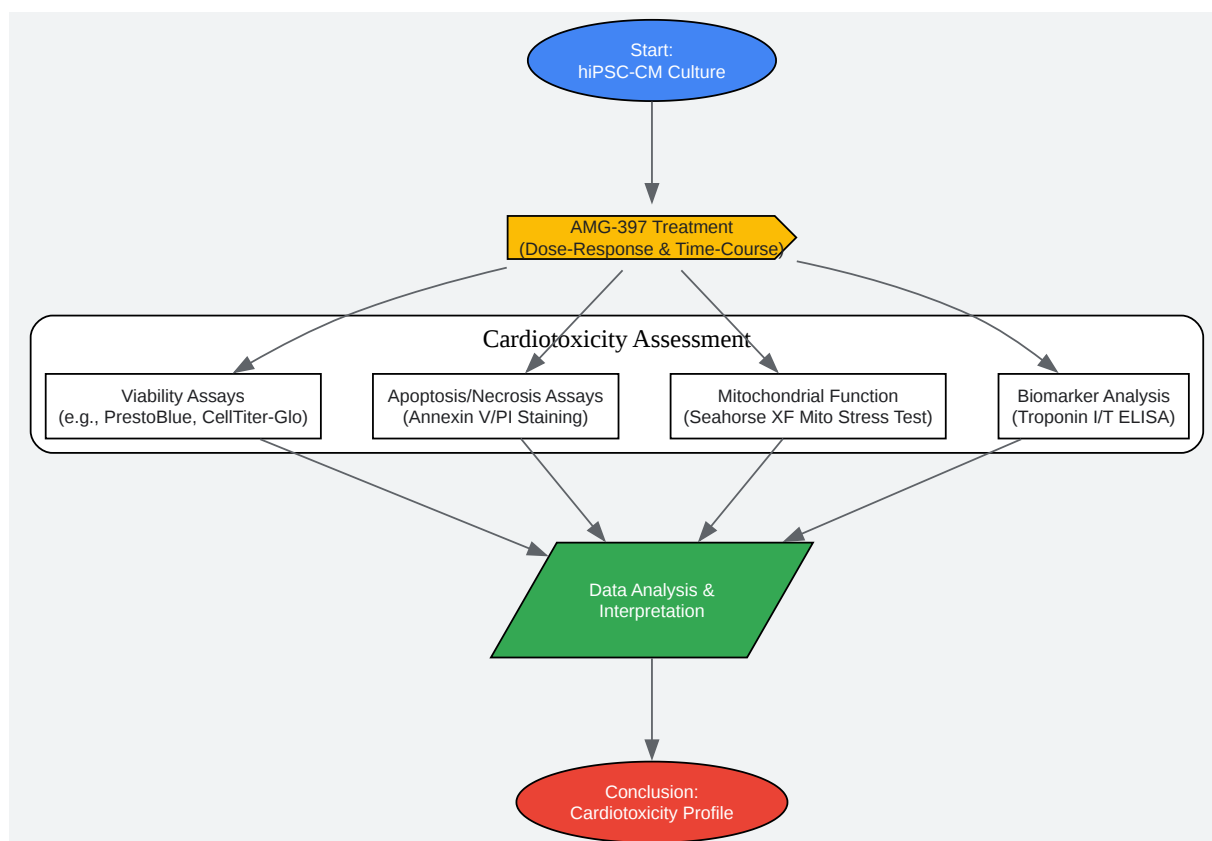 Start:
hiPSC-CM Culture
AMG-397 Treatment
(Dose-Response & Time-Course)
Cardiotoxicity Assessment
Viability Assays
(e.g., PrestoBlue, CellTiter-Glo)
Apoptosis/Necrosis Assays
(Annexin V/PI Staining)
Mitochondrial Function
(Seahorse XF Mito Stress Test)
Biomarker Analysis
(Troponin I/T ELISA)
Data Analysis &
Interpretation
Conclusion:
Cardiotoxicity Profile